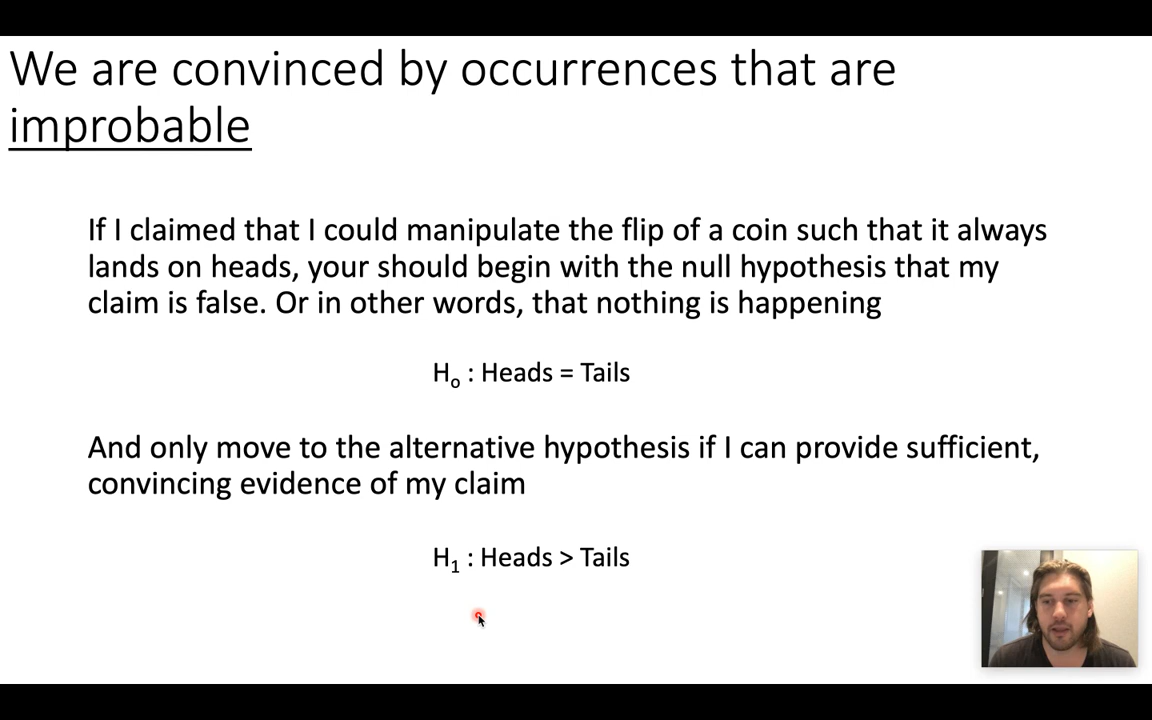 We are convinced by occurrences that are
improbable
If I claimed that I could manipulate the flip of a coin such that it always
lands on heads, your should begin with the null hypothesis that my
claim is false. Or in other words, that nothing is happening
Ho : Heads = Tails
And only move to the alternative hypothesis if I can provide sufficient,
convincing evidence of my claim
H1 : Heads > Tails